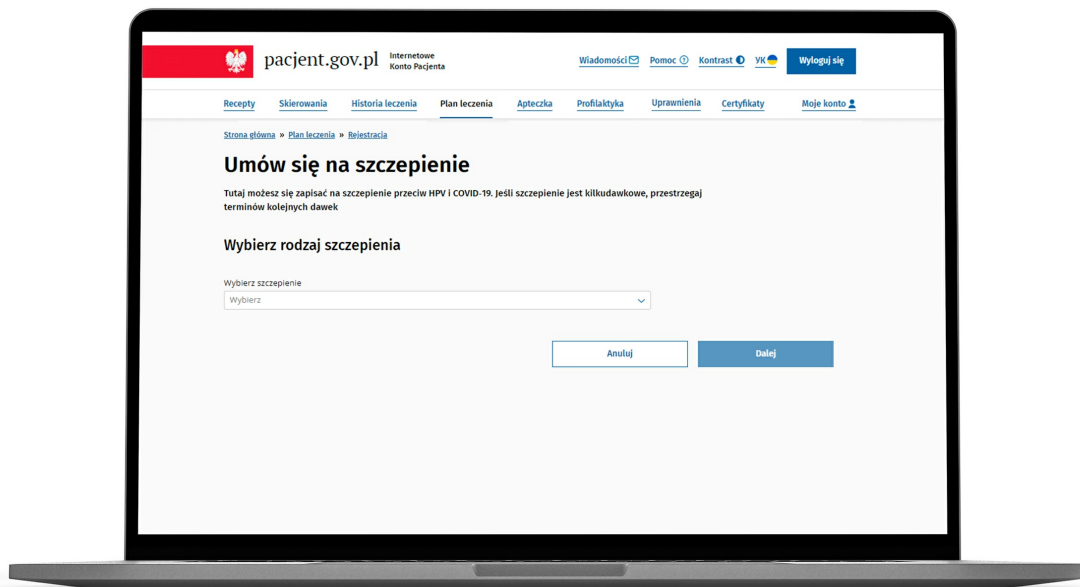 pacjent.gov.pl
Internetowe
Konto Pacjenta
Wiadomości Pomoc Kontrast УК Wyloguj się
Recepty Skierowania Historia leczenia Plan leczenia Apteczka Profilaktyka Uprawnienia Certyfikaty Moje konto
Strona główna » Plan leczenia » Rejestracja
Umów się na szczepienie
Tutaj możesz się zapisać na szczepienie przeciw HPV i COVID-19. Jeśli szczepienie jest kilkudawkowe, przestrzegaj
terminów kolejnych dawek
Wybierz rodzaj szczepienia
Wybierz szczepienie
Wybierz
Anuluj Dalej